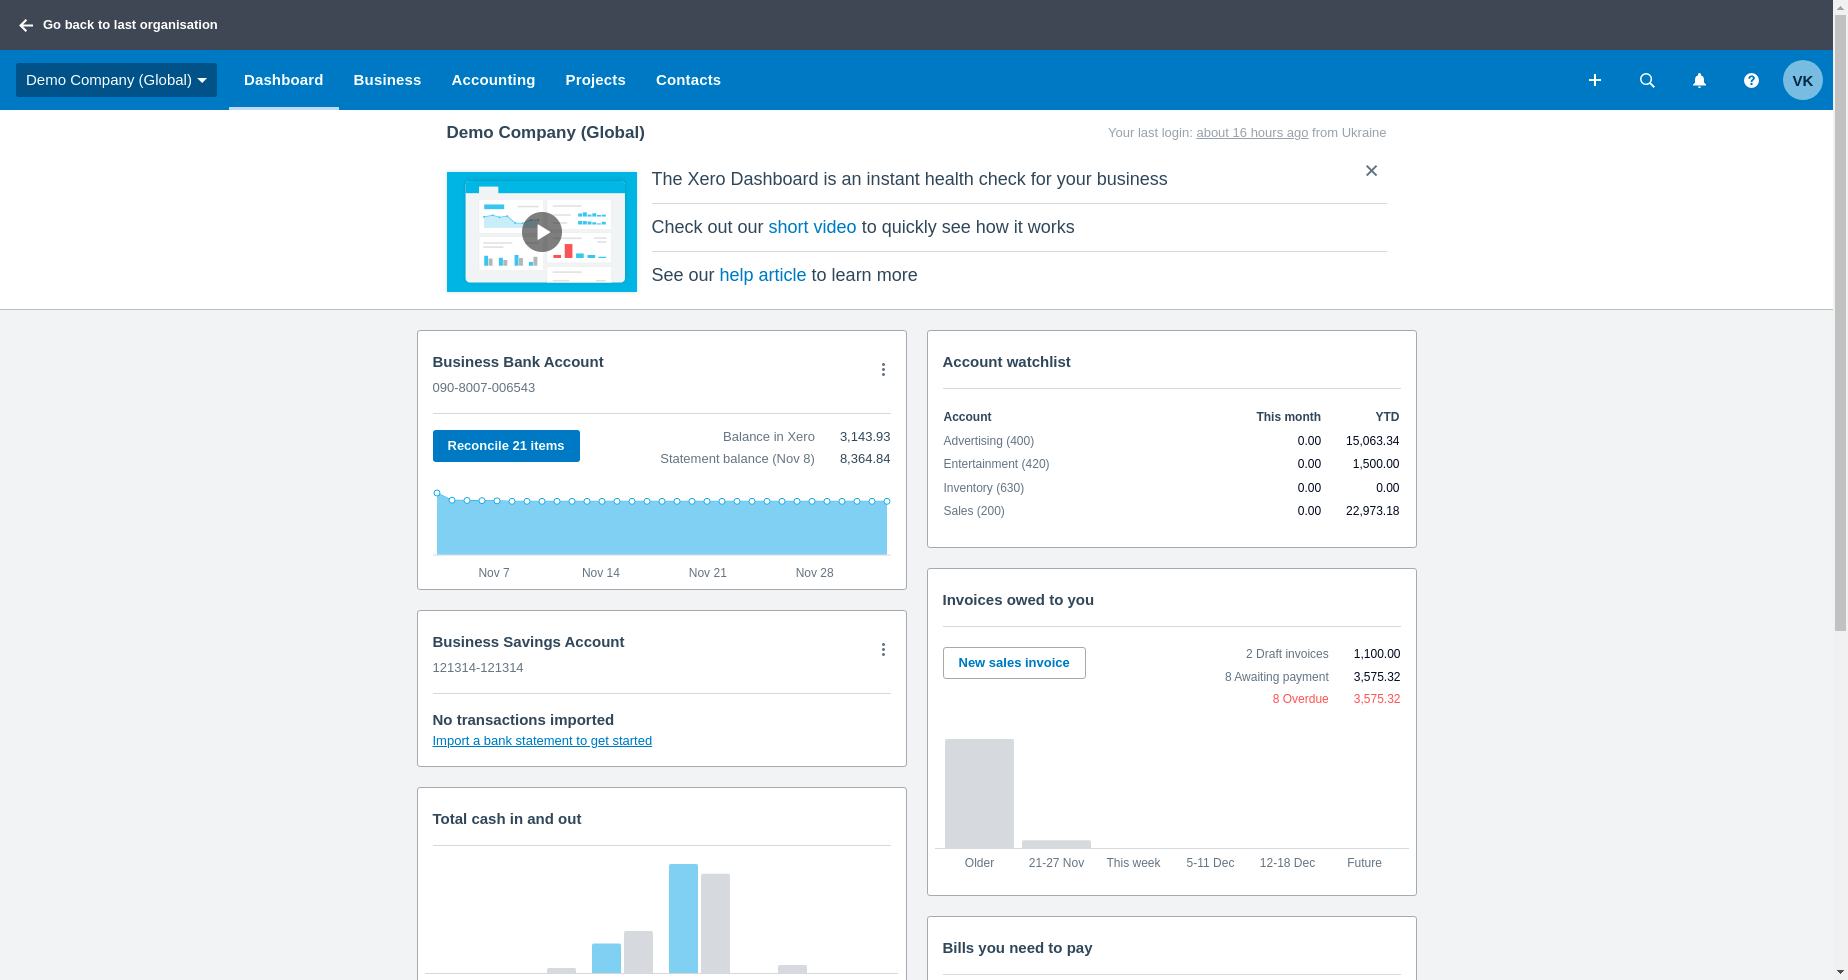 Go back to last organisation
Demo Company (Global)
Dashboard
Business
Accounting
Projects
Contacts
VK
Demo Company (Global)
Your last login: about 16 hours ago from Ukraine
The Xero Dashboard is an instant health check for your business
Check out our short video to quickly see how it works
See our help article to learn more
Business Bank Account
090-8007-006543
Reconcile 21 items
Balance in Xero 3,143.93
Statement balance (Nov 8) 8,364.84
Nov 7 Nov 14 Nov 21 Nov 28
Business Savings Account
121314-121314
No transactions imported
Import a bank statement to get started
Total cash in and out
Account watchlist
Account This month YTD
Advertising (400) 0.00 15,063.34
Entertainment (420) 0.00 1,500.00
Inventory (630) 0.00 0.00
Sales (200) 0.00 22,973.18
Invoices owed to you
New sales invoice
2 Draft invoices 1,100.00
8 Awaiting payment 3,575.32
8 Overdue 3,575.32
Older 21-27 Nov This week 5-11 Dec 12-18 Dec Future
Bills you need to pay